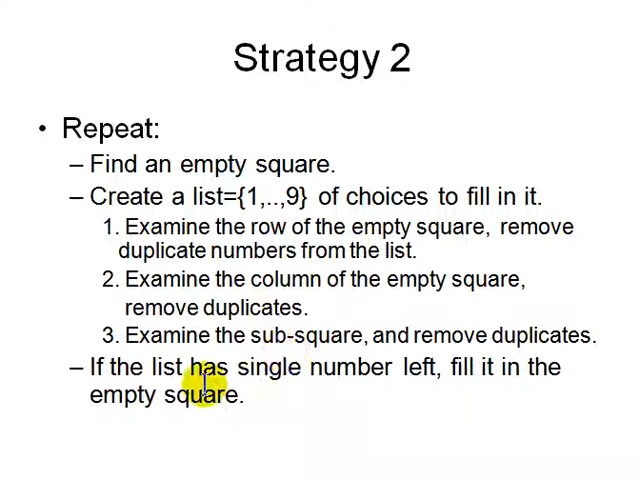 Strategy 2
• Repeat:
– Find an empty square.
– Create a list={1,..,9} of choices to fill in it.
1. Examine the row of the empty square, remove
duplicate numbers from the list.
2. Examine the column of the empty square,
remove duplicates.
3. Examine the sub-square, and remove duplicates.
– If the list has single number left, fill it in the
empty square.